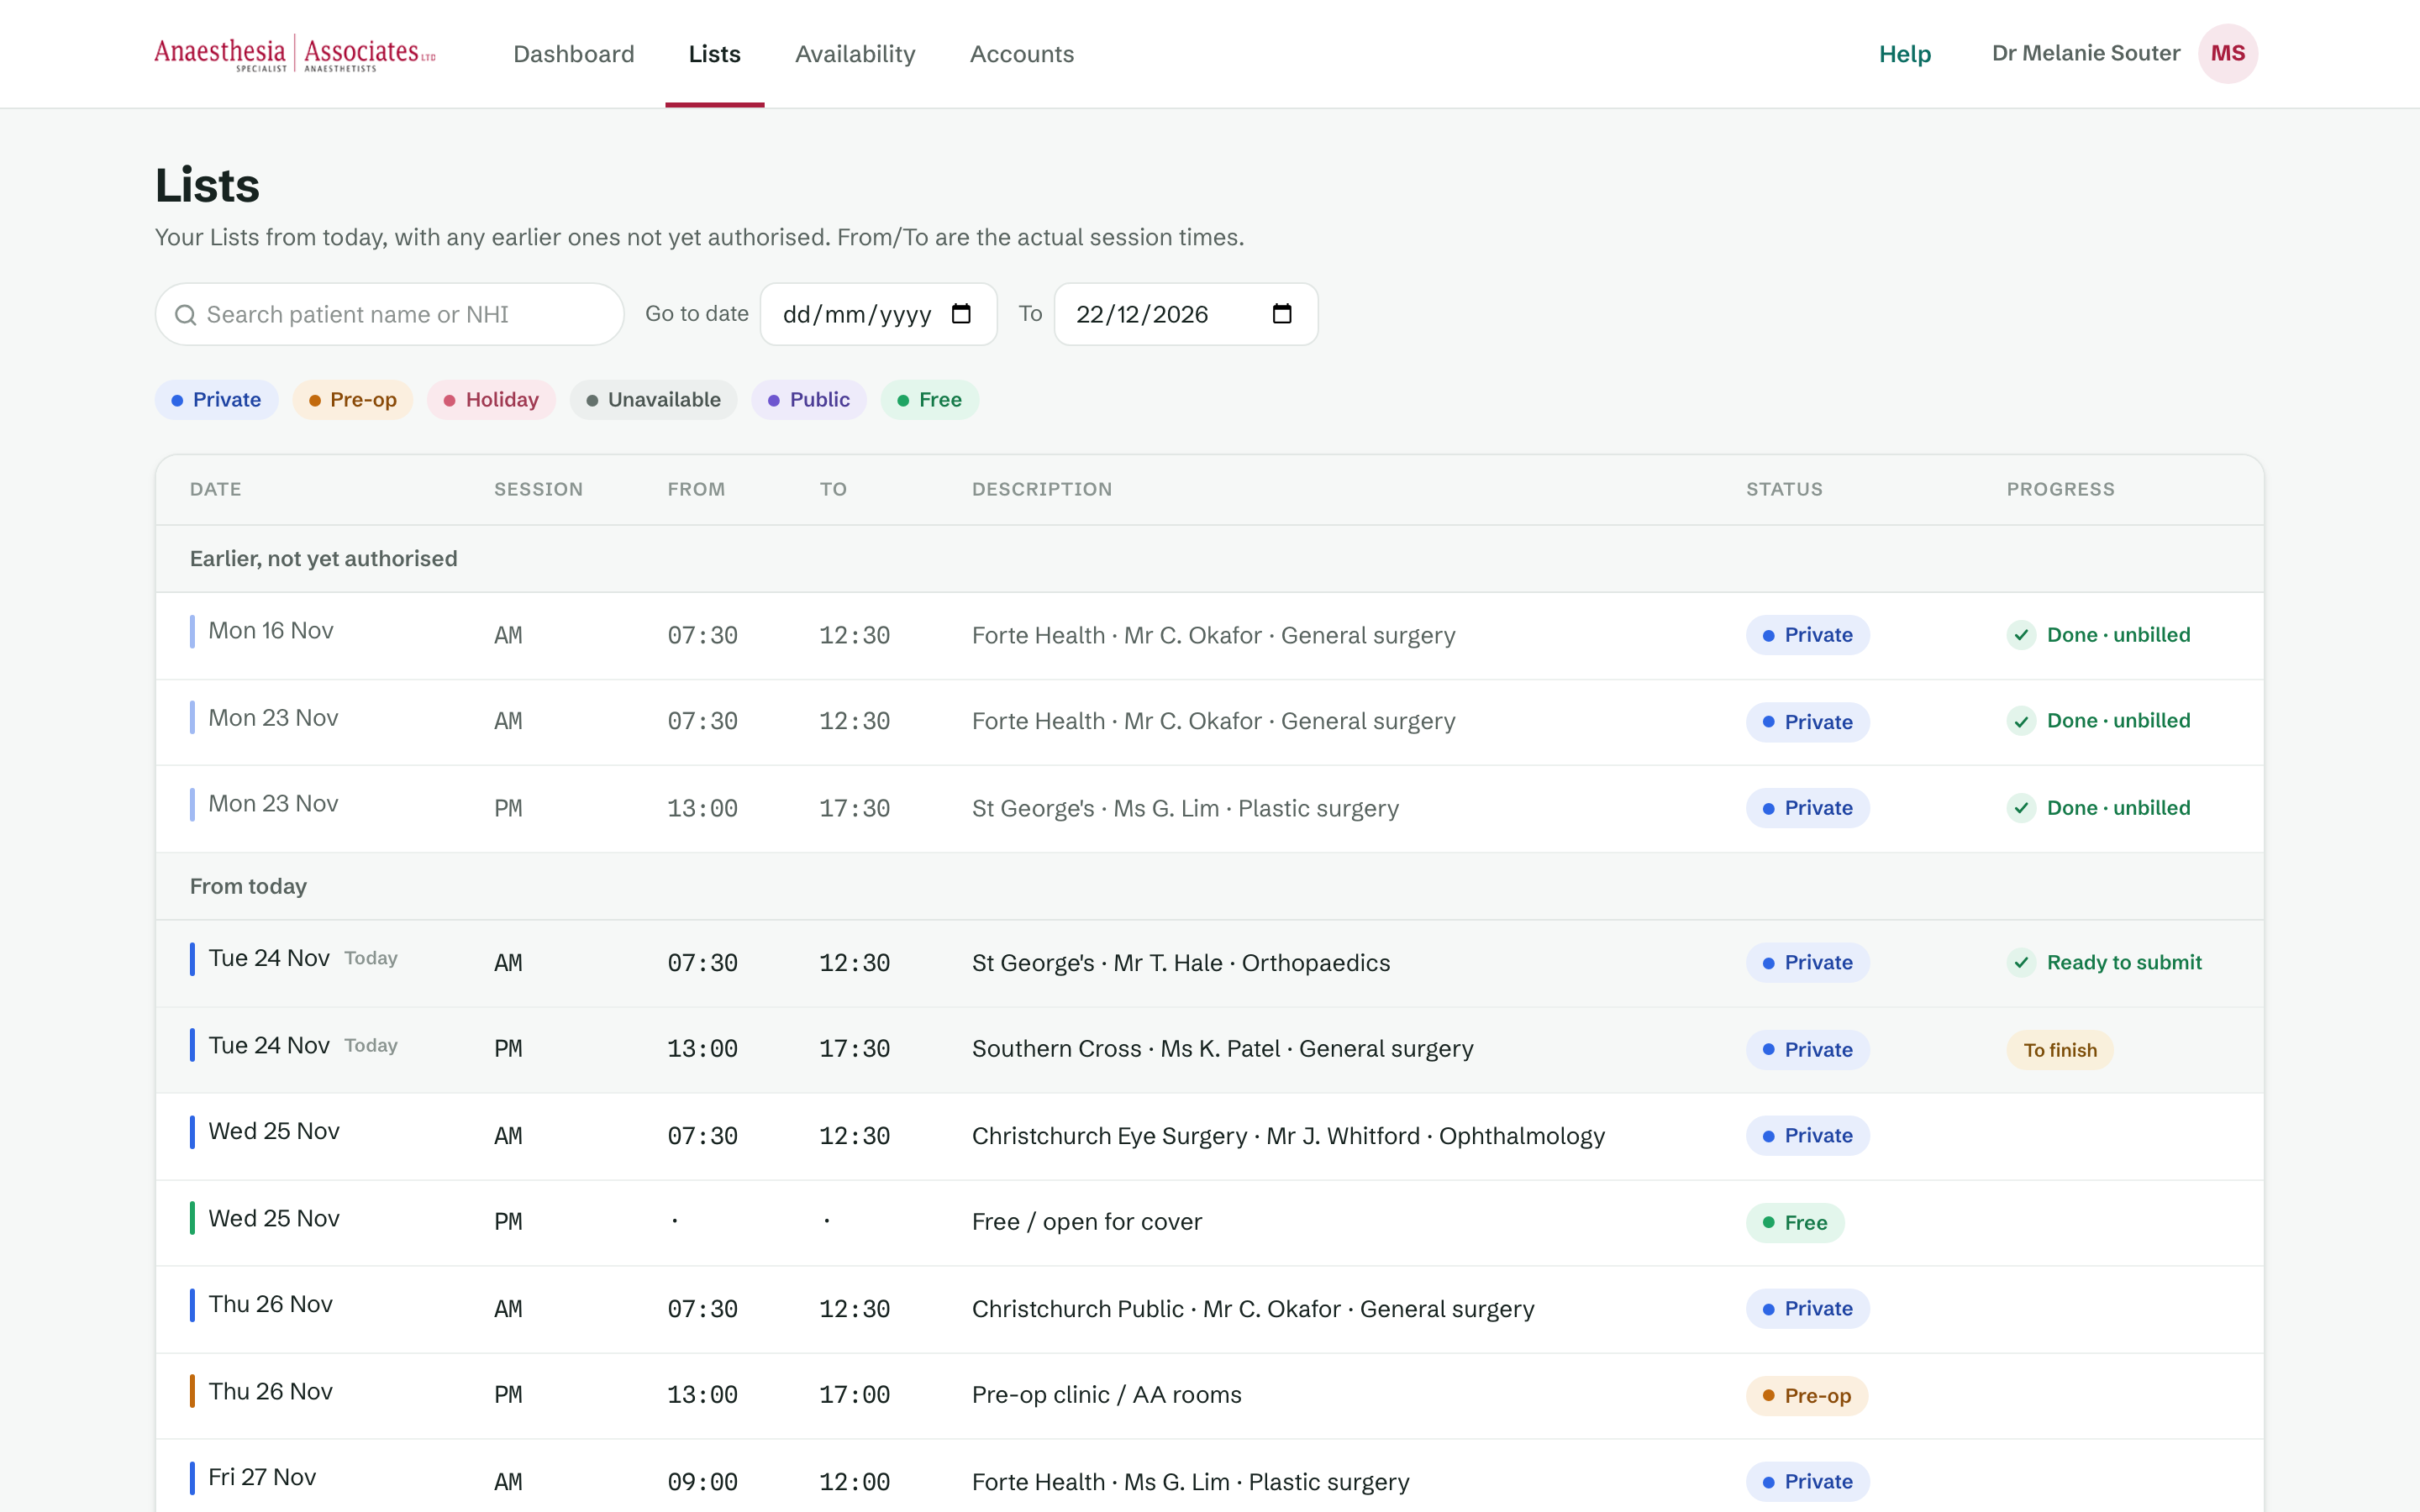 Anaesthesia | Associates LTD
SPECIALIST ANAESTHETISTS
Dashboard Lists Availability Accounts Help Dr Melanie Souter MS
Lists
Your Lists from today, with any earlier ones not yet authorised. From/To are the actual session times.
Search patient name or NHI Go to date dd/mm/yyyy To 22/12/2026
Private Pre-op Holiday Unavailable Public Free
DATE SESSION FROM TO DESCRIPTION STATUS PROGRESS
Earlier, not yet authorised
Mon 16 Nov AM 07:30 12:30 Forte Health · Mr C. Okafor · General surgery Private Done · unbilled
Mon 23 Nov AM 07:30 12:30 Forte Health · Mr C. Okafor · General surgery Private Done · unbilled
Mon 23 Nov PM 13:00 17:30 St George's · Ms G. Lim · Plastic surgery Private Done · unbilled
From today
Tue 24 Nov Today AM 07:30 12:30 St George's · Mr T. Hale · Orthopaedics Private Ready to submit
Tue 24 Nov Today PM 13:00 17:30 Southern Cross · Ms K. Patel · General surgery Private To finish
Wed 25 Nov AM 07:30 12:30 Christchurch Eye Surgery · Mr J. Whitford · Ophthalmology Private
Wed 25 Nov PM · · Free / open for cover Free
Thu 26 Nov AM 07:30 12:30 Christchurch Public · Mr C. Okafor · General surgery Private
Thu 26 Nov PM 13:00 17:00 Pre-op clinic / AA rooms Pre-op
Fri 27 Nov AM 09:00 12:00 Forte Health · Ms G. Lim · Plastic surgery Private